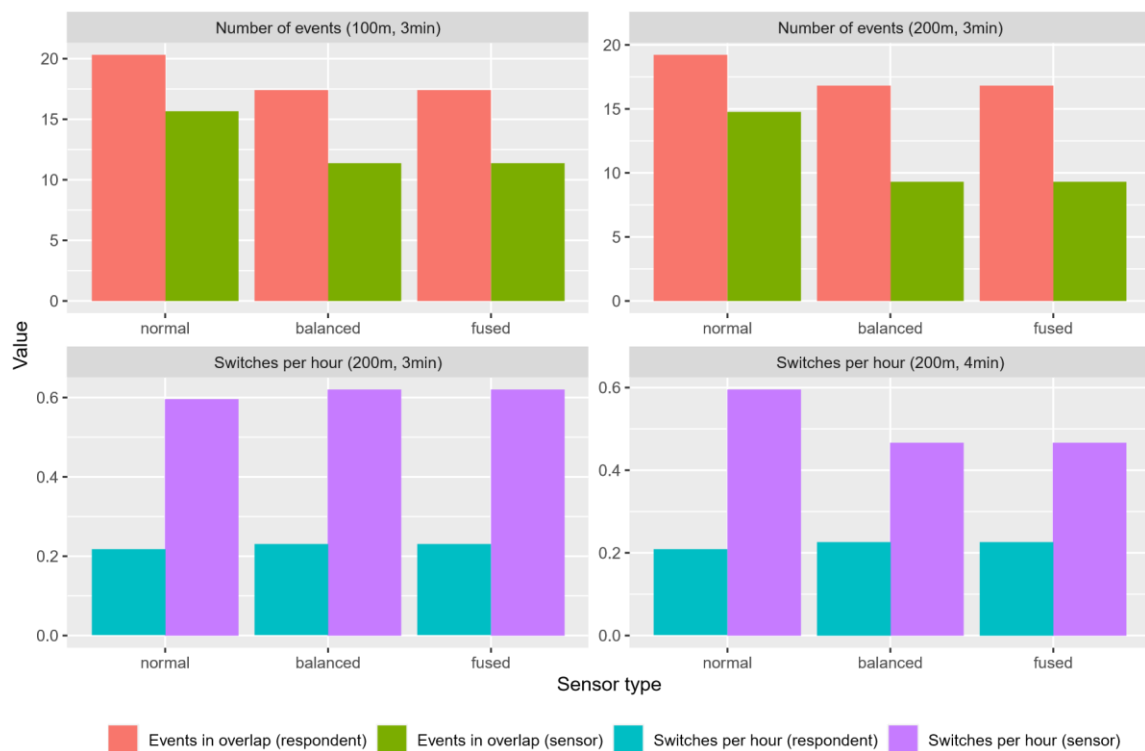 Number of events (100m, 3min)
Number of events (200m, 3min)
20
15
10
5
0
20
15
10
5
0
normal balanced fused
normal balanced fused
Value
Switches per hour (200m, 3min)
Switches per hour (200m, 4min)
0.6
0.4
0.2
0.0
0.6
0.4
0.2
0.0
normal balanced fused
normal balanced fused
Sensor type
Events in overlap (respondent) Events in overlap (sensor) Switches per hour (respondent) Switches per hour (sensor)